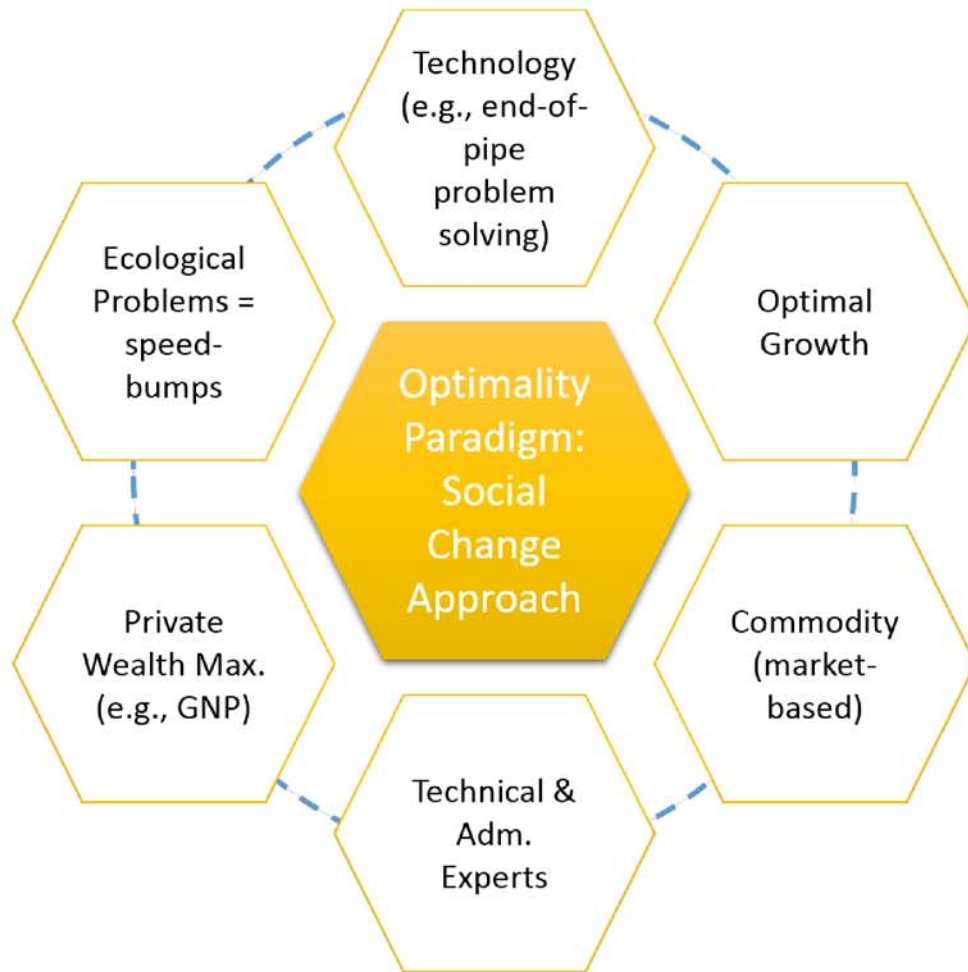 Technology
(e.g., end-of-
pipe
problem
solving)
Optimal
Growth
Commodity
(market-
based)
Technical &
Adm.
Experts
Private
Wealth Max.
(e.g., GNP)
Ecological
Problems =
speed-
bumps
Optimality
Paradigm:
Social
Change
Approach